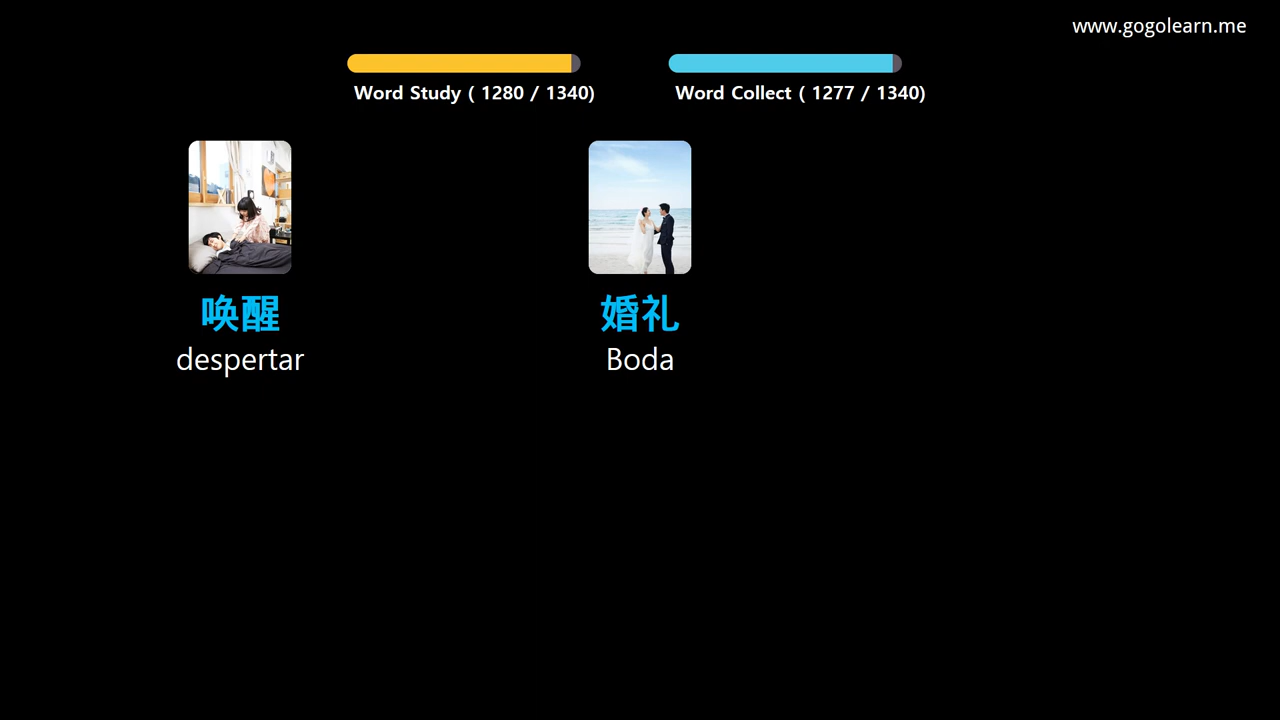 www.gogolearn.me
Word Study ( 1280 / 1340)
Word Collect ( 1277 / 1340)
唤醒
despertar
婚礼
Boda